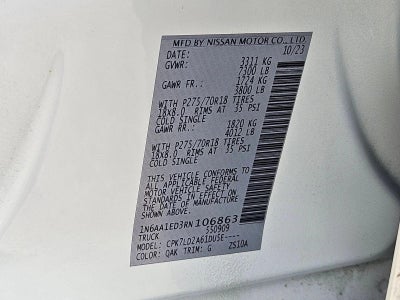 MFD BY NISSAN MOTOR CO., LTD.
DATE: 10/23
GVWR: 3311 KG
7300 LB
GAWR FR.: 1724 KG
3800 LB
WITH P275/70R18 TIRES
18X8.0 RIMS AT 35 PSI
COLD SINGLE
GAWR RR.: 1820 KG
4012 LB
WITH P275/70R18 TIRES
18X8.0 RIMS AT 35 PSI
COLD SINGLE
THIS VEHICLE CONFORMS TO
ALL APPLICABLE FEDERAL
MOTOR VEHICLE SAFETY
STANDARDS IN EFFECT ON
THE DATE OF MANUFACTURE
SHOWN ABOVE
1N6AA1ED3RN106863
TRUCK 550909
MODEL: CPK7LD2A61DU5E----
COLOR: QAK TRIM: G ZS10A